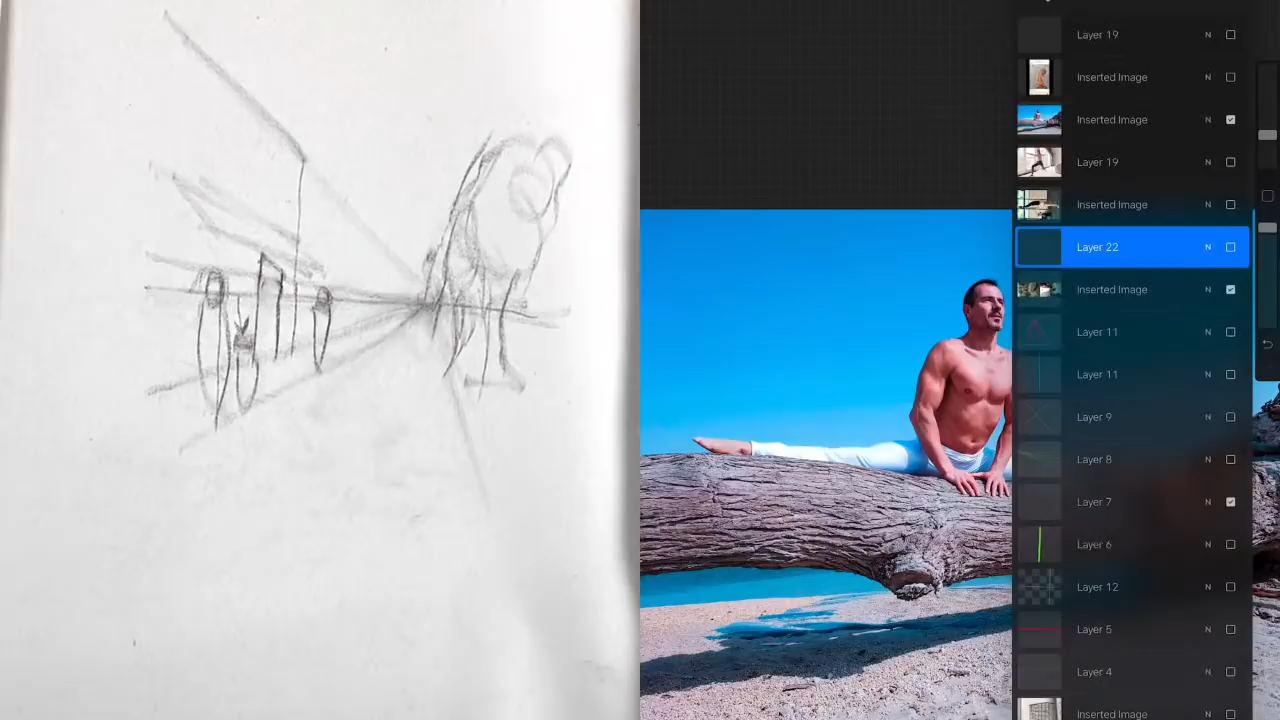 Layer 19 N
Inserted Image N
Inserted Image N
Layer 19 N
Inserted Image N
Layer 22 N
Inserted Image N
Layer 11 N
Layer 11 N
Layer 9 N
Layer 8 N
Layer 7 N
Layer 6 N
Layer 12 N
Layer 5 N
Layer 4 N
Inserted Image N